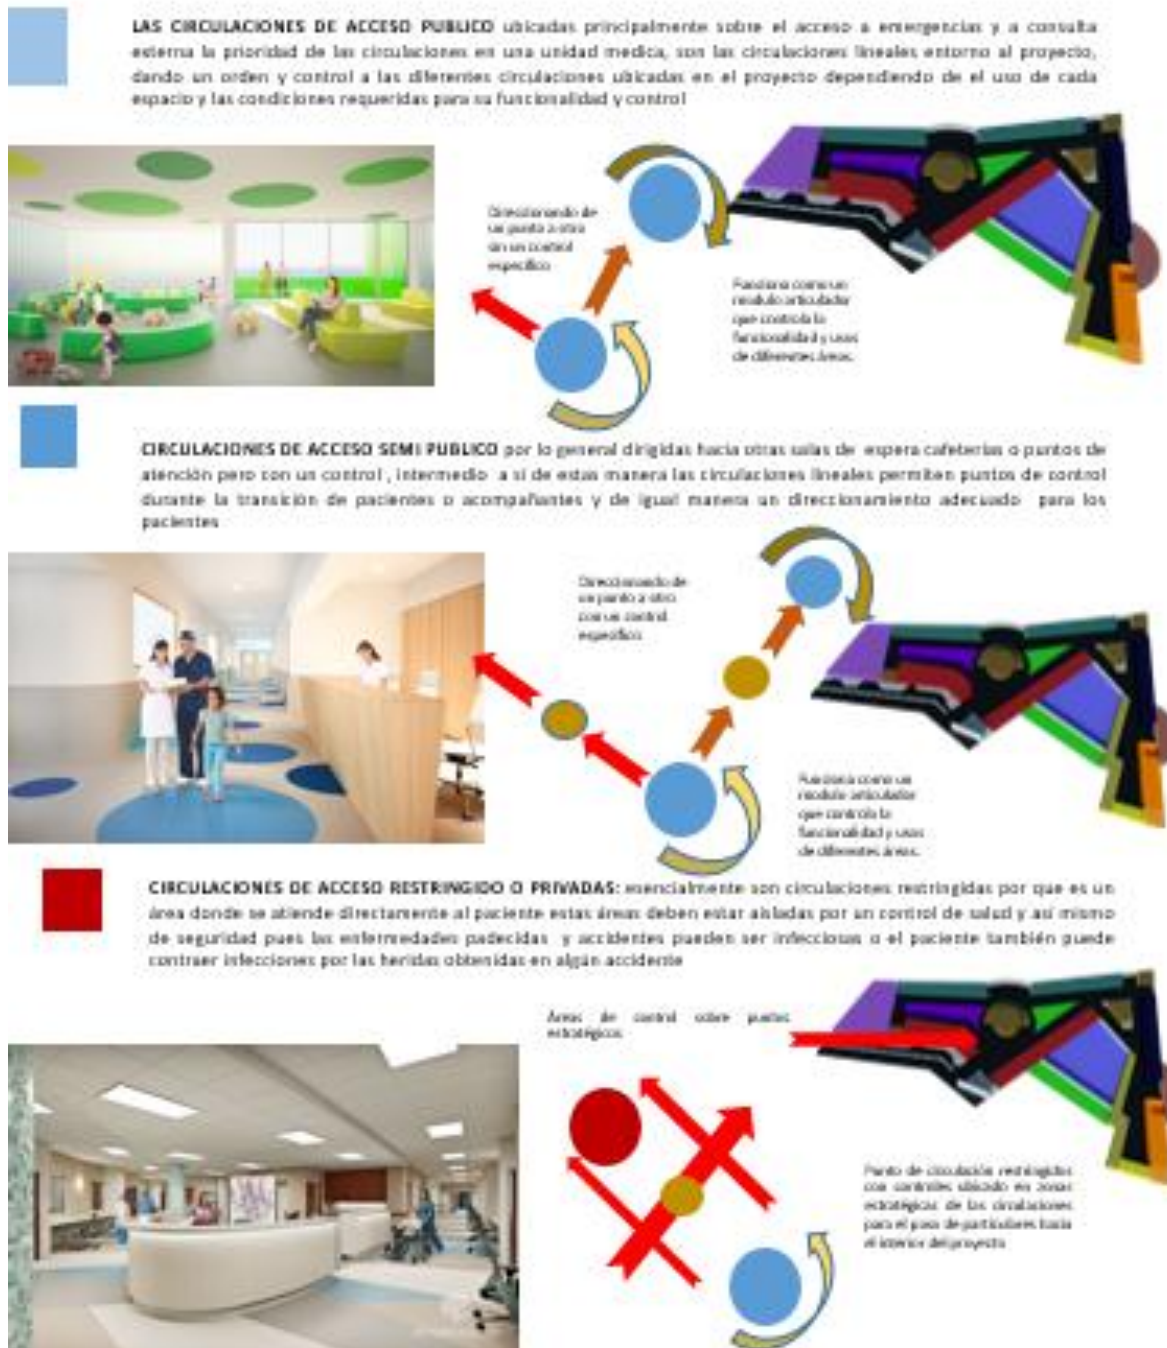 LAS CIRCULACIONES DE ACCESO PUBLICO ubicadas principalmente sobre el acceso a emergencias y a consulta
externa la prioridad de las circulaciones en una unidad medica, son las circulaciones lineales entorno al proyecto,
dando un orden y control a las diferentes circulaciones ubicadas en el proyecto dependiendo de el uso de cada
espacio y las condiciones requeridas para su funcionalidad y control
Direccionando de
un punto a otro
sin un control
especifico
Funciona como un
modulo articulador
que controla la
funcionalidad y usos
de diferentes áreas.
CIRCULACIONES DE ACCESO SEMI PUBLICO por lo general dirigidas hacia otras salas de espera cafeterias o puntos de
atención pero con un control , intermedio a si de estas manera las circulaciones lineales permiten puntos de control
durante la transición de pacientes o acompañantes y de igual manera un direccionamiento adecuado para los
pacientes
Direccionando de
un punto a otro
con un control
especifico
Funciona como un
modulo articulador
que controla la
funcionalidad y usos
de diferentes áreas.
CIRCULACIONES DE ACCESO RESTRINGIDO O PRIVADAS: esencialmente son circulaciones restringidas por que es un
área donde se atiende directamente al paciente estas áreas deben estar aisladas por un control de salud y así mismo
de seguridad pues las enfermedades padecidas y accidentes pueden ser infecciosas o el paciente también puede
contraer infecciones por las heridas obtenidas en algún accidente
Áreas de control sobre puntos
estratégicos
Punto de circulación restringidos
con controles ubicado en zonas
estratégicas de las circulaciones
para el paso de particulares hacia
el interior del proyecto